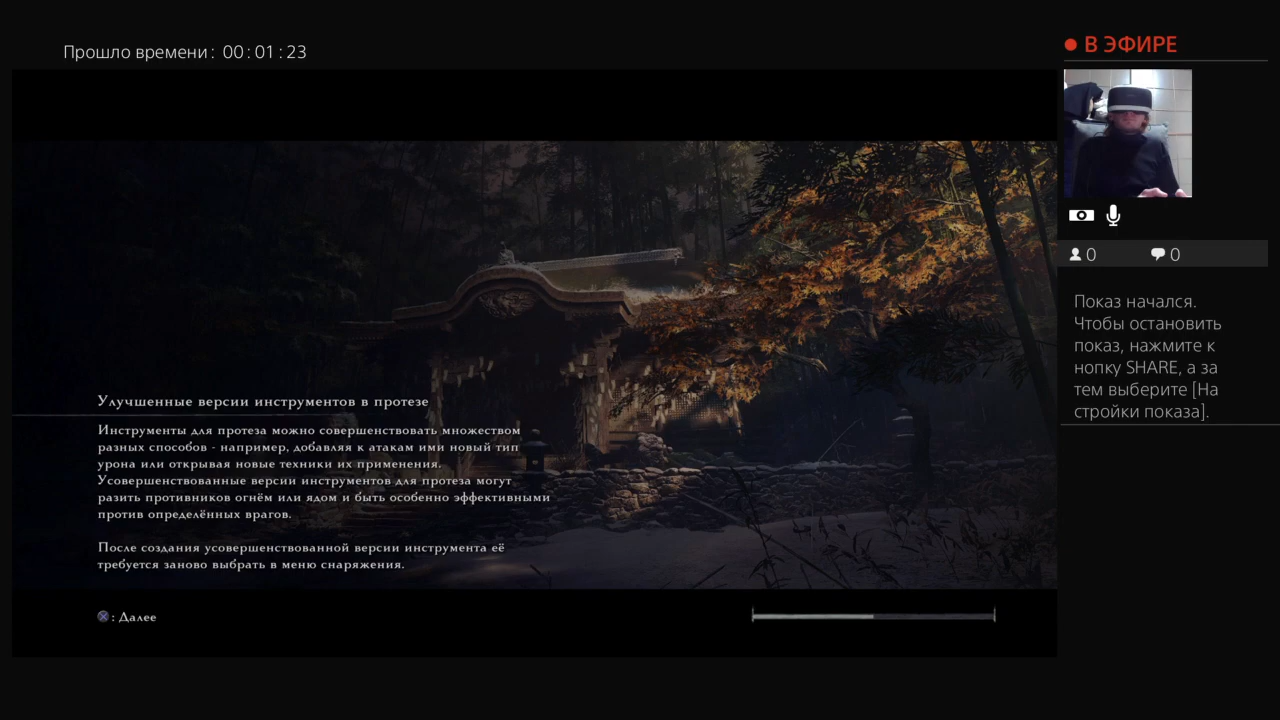 Прошло времени: 00:01:23
В ЭФИРЕ
0 0
Показ начался.
Чтобы остановить
показ, нажмите к
нопку SHARE, а за
тем выберите [На
стройки показа].
Улучшенные версии инструментов в протезе
Инструменты для протеза можно совершенствовать множеством
разных способов - например, добавляя к атакам ими новый тип
урона или открывая новые техники их применения.
Усовершенствованные версии инструментов для протеза могут
разить противников огнём или ядом и быть особенно эффективными
против определённых врагов.
После создания усовершенствованной версии инструмента её
требуется заново выбрать в меню снаряжения.
: Далее